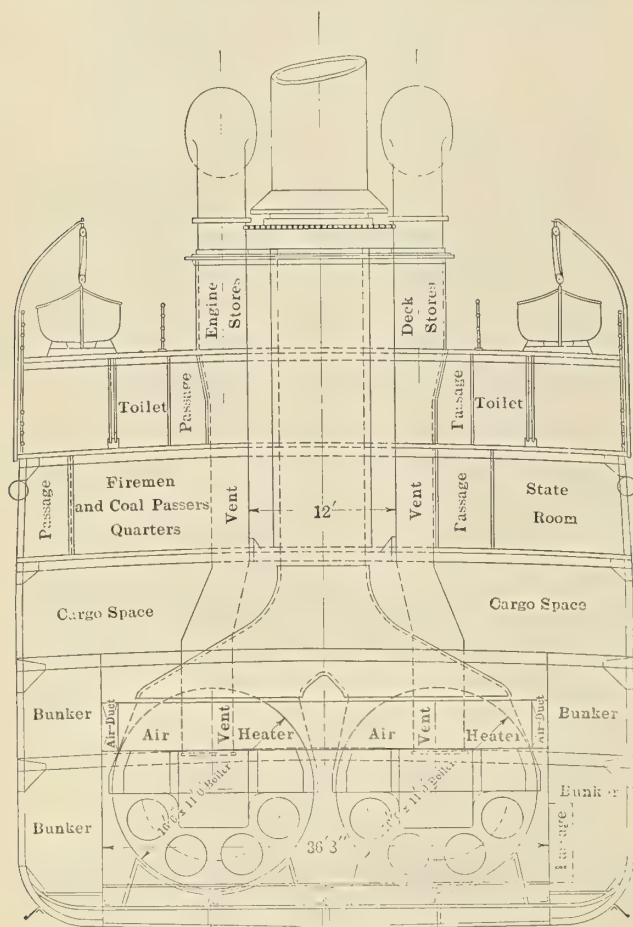 Engine Stores
Deck Stores
Toilet
Passage
Passage
Toilet
Passage
Firemen
and Coal Passers
Quarters
Vent
12′
Vent
Passage
State
Room
Cargo Space
Cargo Space
Bunker
Air-Duct
Air
Vent
Heater
Air
Vent
Heater
Air-Duct
Bunker
Boiler
Bunker
36′3″
Bunker
Passage